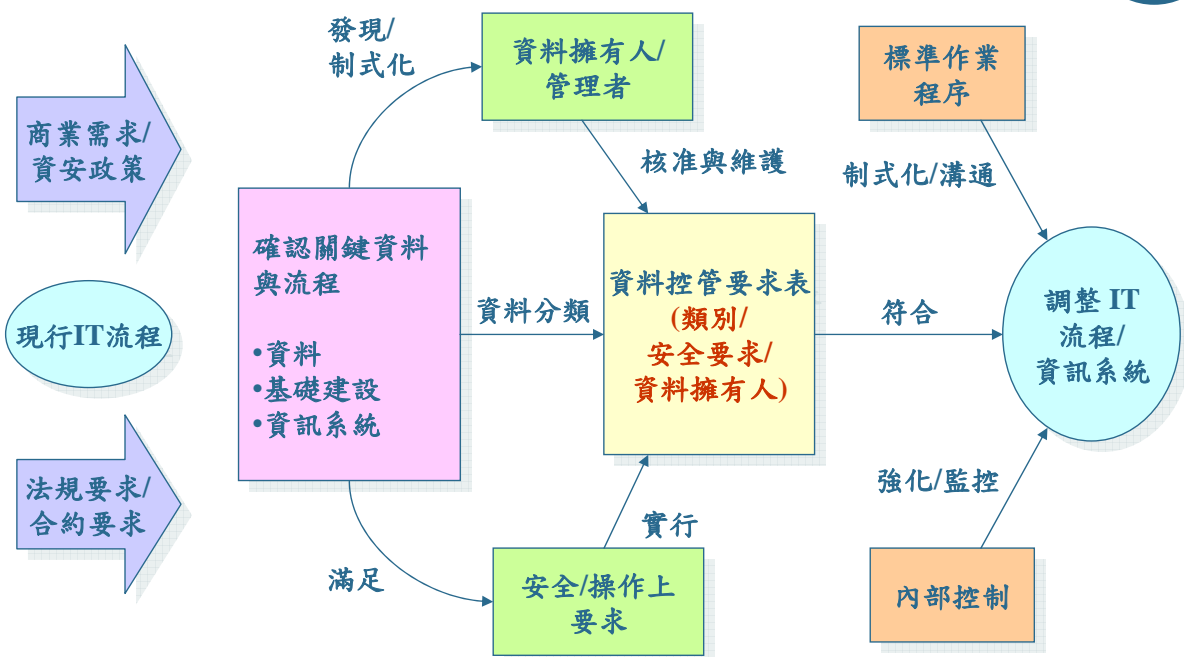 商業需求/
資安政策
現行IT流程
法規要求/
合約要求
發現/
制式化
資料擁有人/
管理者
核准與維護
確認關鍵資料
與流程
•資料
•基礎建設
•資訊系統
資料分類
資料控管要求表
(類別/
安全要求/
資料擁有人)
滿足
安全/操作上
要求
實行
標準作業
程序
制式化/溝通
符合
調整 IT
流程/
資訊系統
強化/監控
內部控制